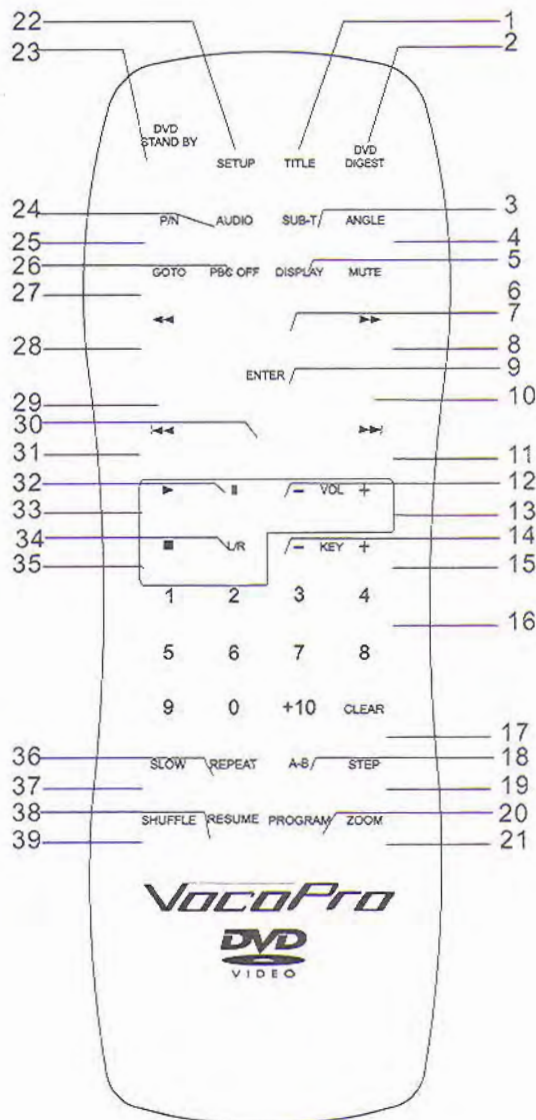 22 1
23 2
DVD STAND BY SETUP TITLE DVD DIGEST
24 3
P/N AUDIO SUB-T ANGLE
25 4
26 5
GOTO PBC OFF DISPLAY MUTE
27 6
7
◀◀ ▶▶
28 8
9
ENTER
29 10
30
|◀◀ ▶▶|
31 11
32 12
▶ II − VOL +
33 13
34 14
■ L/R − KEY +
35 15
1 2 3 4
16
5 6 7 8
9 0 +10 CLEAR
17
36 18
SLOW REPEAT A-B STEP
37 19
38 20
SHUFFLE RESUME PROGRAM ZOOM
39 21
VocoPro
DVD
VIDEO